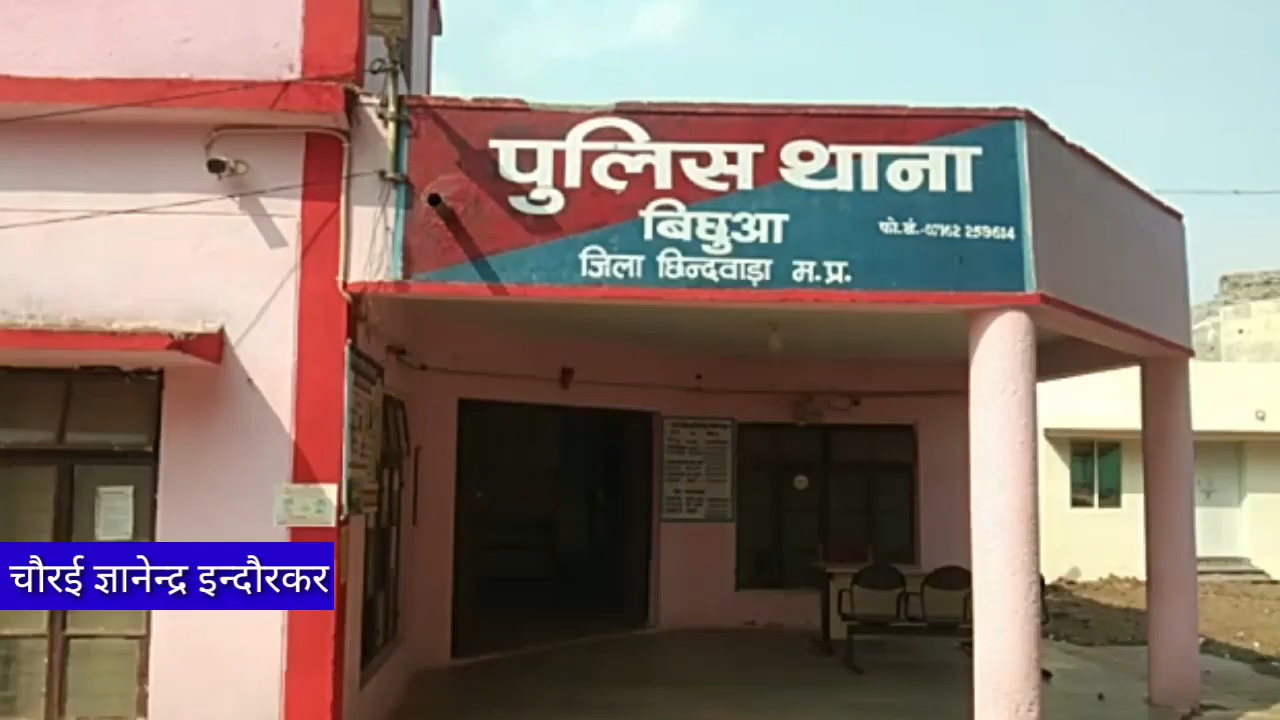 पुलिस थाना
बिछुआ
फो.सं.-07162 259614
जिला छिन्दवाड़ा म.प्र.
चौरई ज्ञानेन्द्र इन्दौरकर